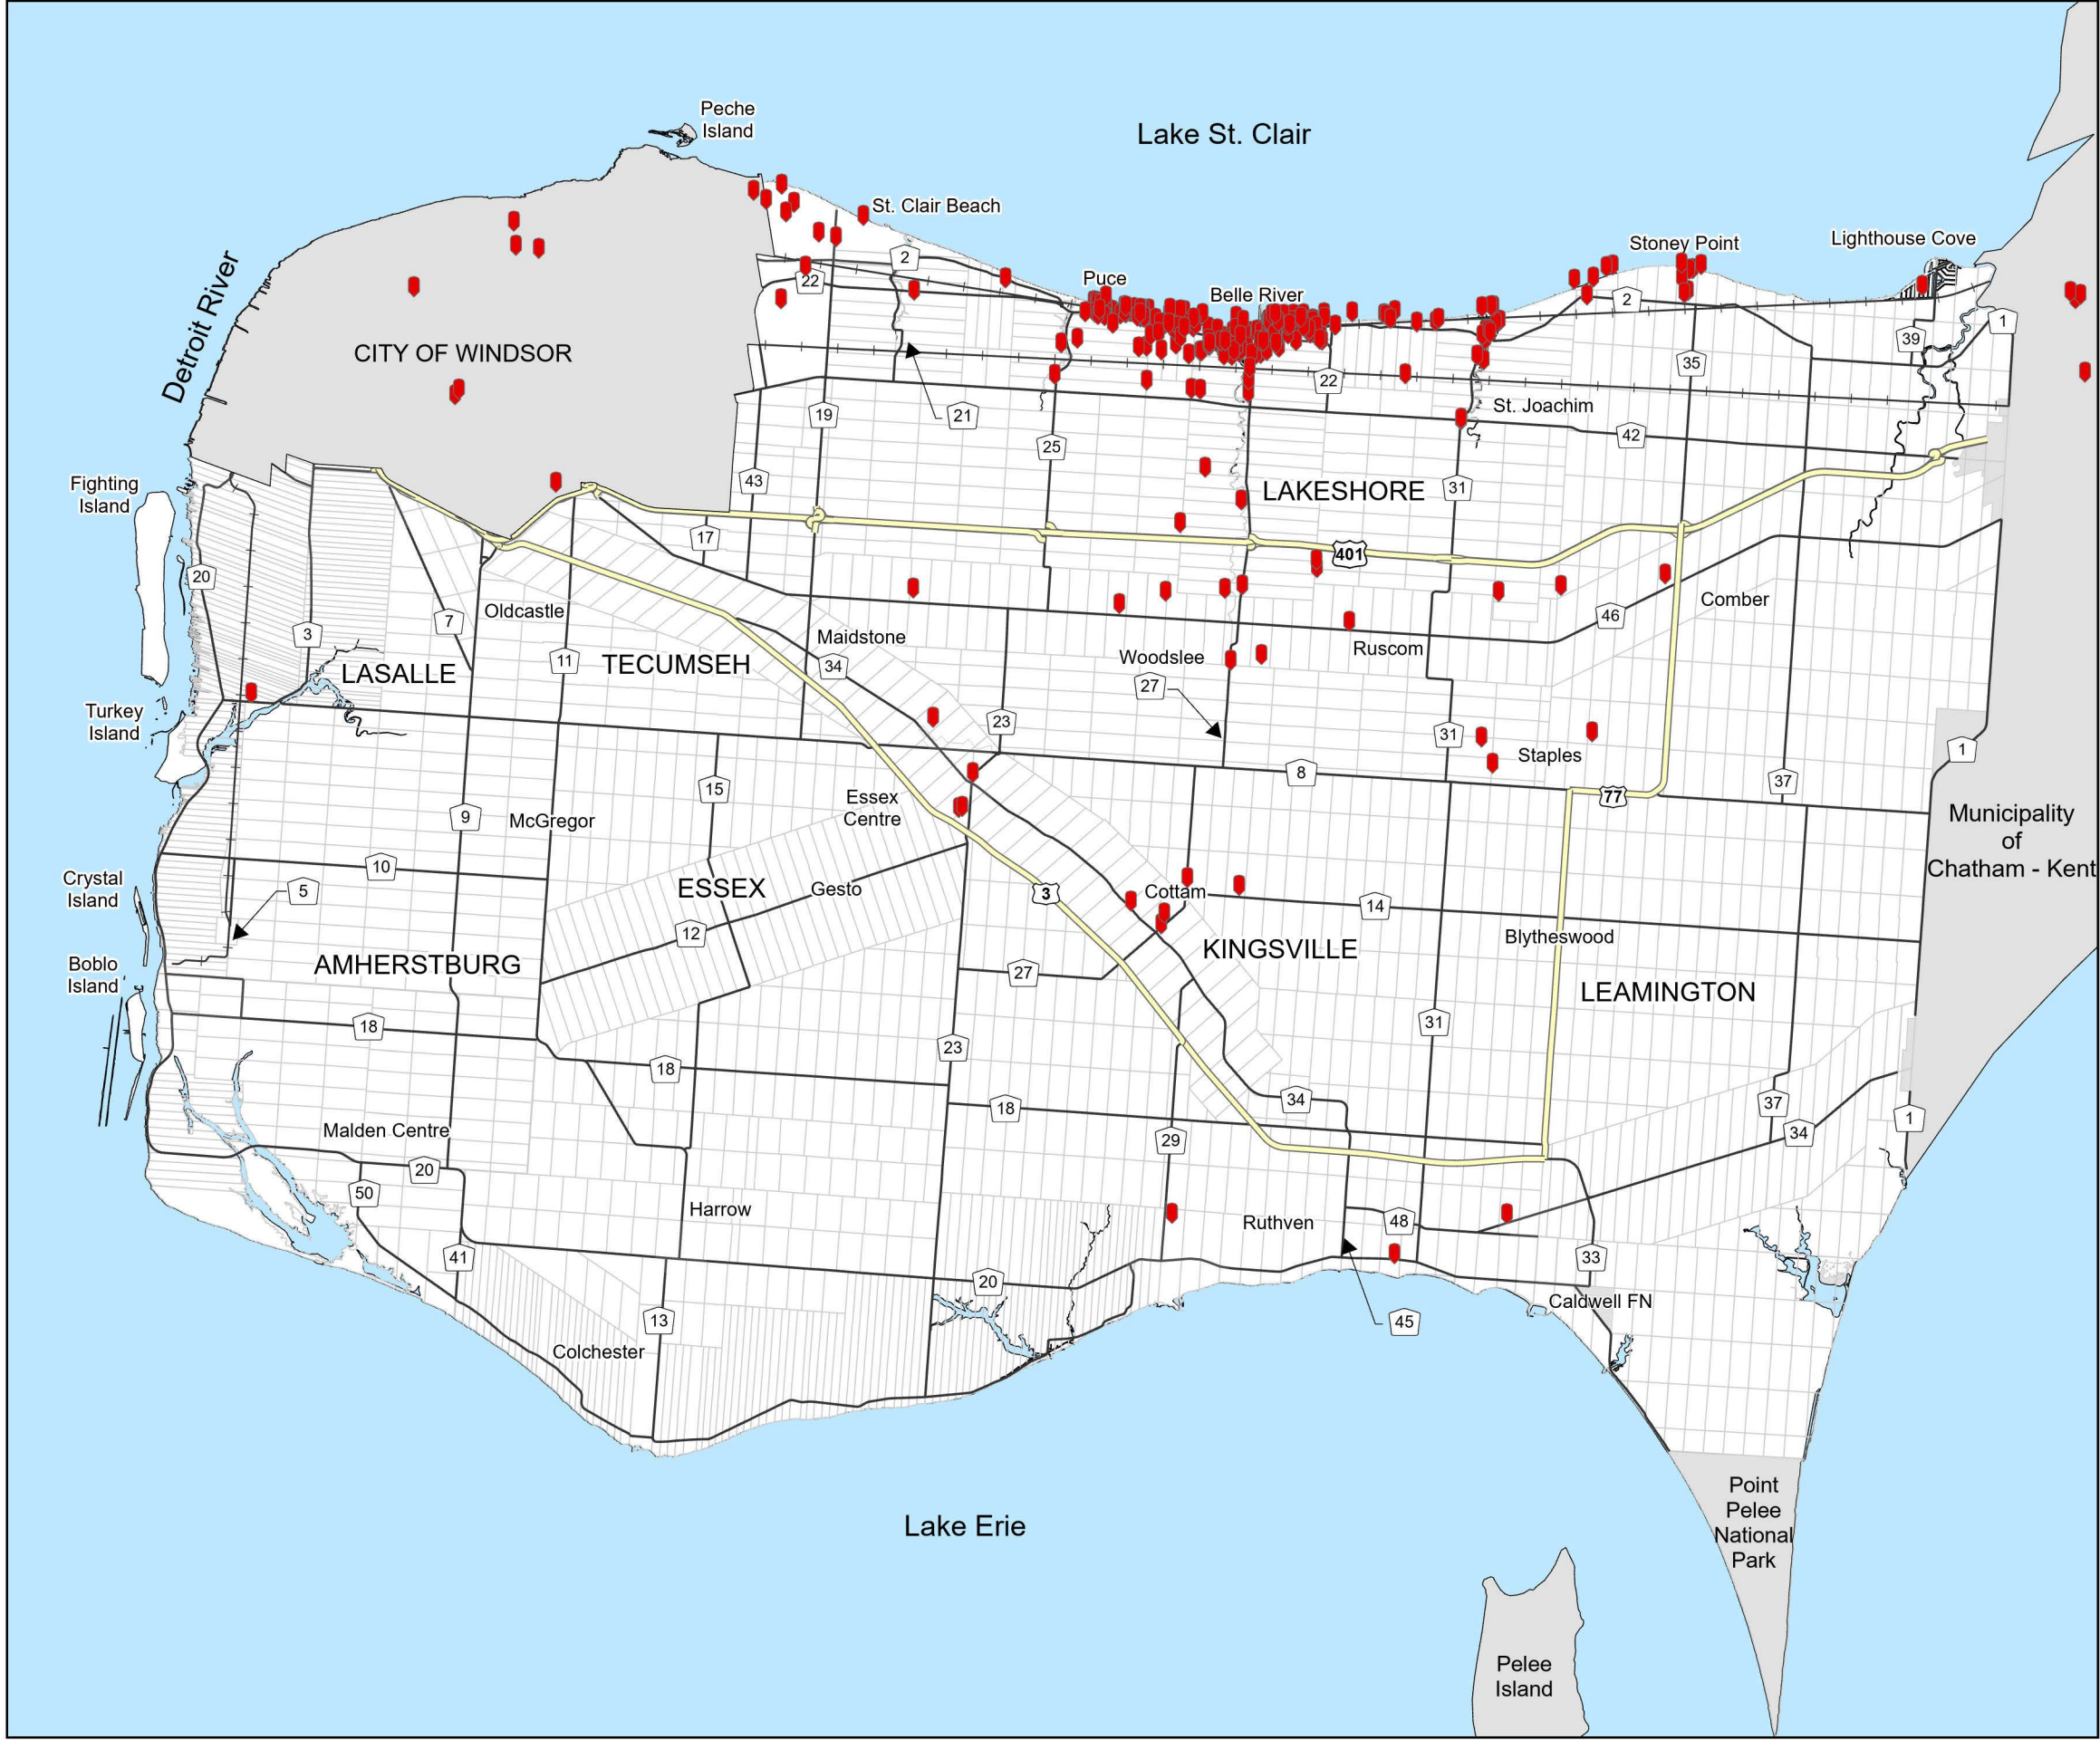 Peche
Island
Lake St. Clair
St. Clair Beach
Stoney Point
Lighthouse Cove
2
Puce
22
Belle River
2
1
Detroit River
39
CITY OF WINDSOR
35
22
19
21
St. Joachim
42
25
Fighting
Island
43
LAKESHORE
31
17
401
20
Comber
Oldcastle
46
7
3
Maidstone
Ruscom
Woodslee
11
TECUMSEH
34
LASALLE
27
Turkey
Island
23
31
Staples
1
8
37
15
77
Essex
Centre
9
McGregor
Municipality
of
Chatham - Kent
10
Crystal
Island
5
ESSEX
Gesto
3
Cottam
14
12
Blytheswood
KINGSVILLE
AMHERSTBURG
Boblo
Island
27
LEAMINGTON
18
31
23
18
34
37
18
1
Malden Centre
34
29
20
50
Harrow
Ruthven
48
41
33
20
Caldwell FN
13
45
Colchester
Point
Pelee
National
Park
Lake Erie
Pelee
Island